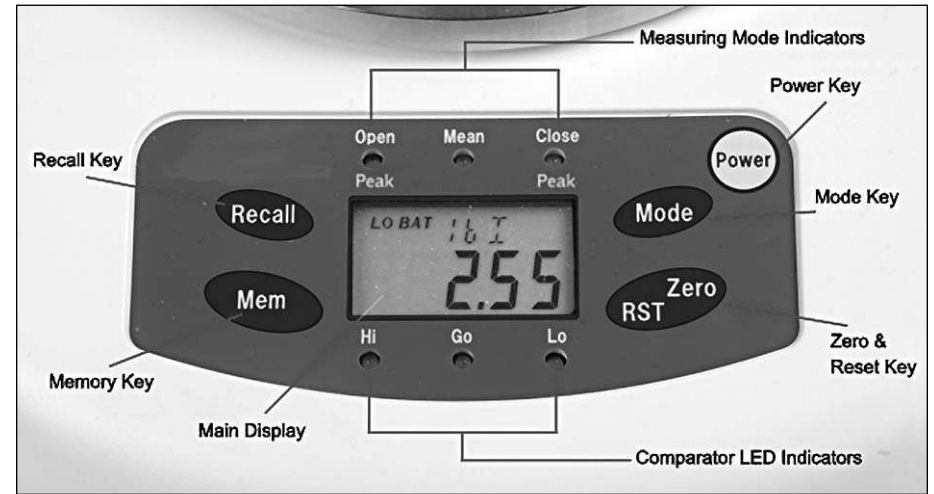 Measuring Mode Indicators
Power Key
Open Mean Close
Recall Key
Peak Peak
Power
Recall
Mode
Mode Key
LO BAT
2.55
Mem
Zero
RST
Hi Go Lo
Zero &
Reset Key
Memory Key
Main Display
Comparator LED Indicators